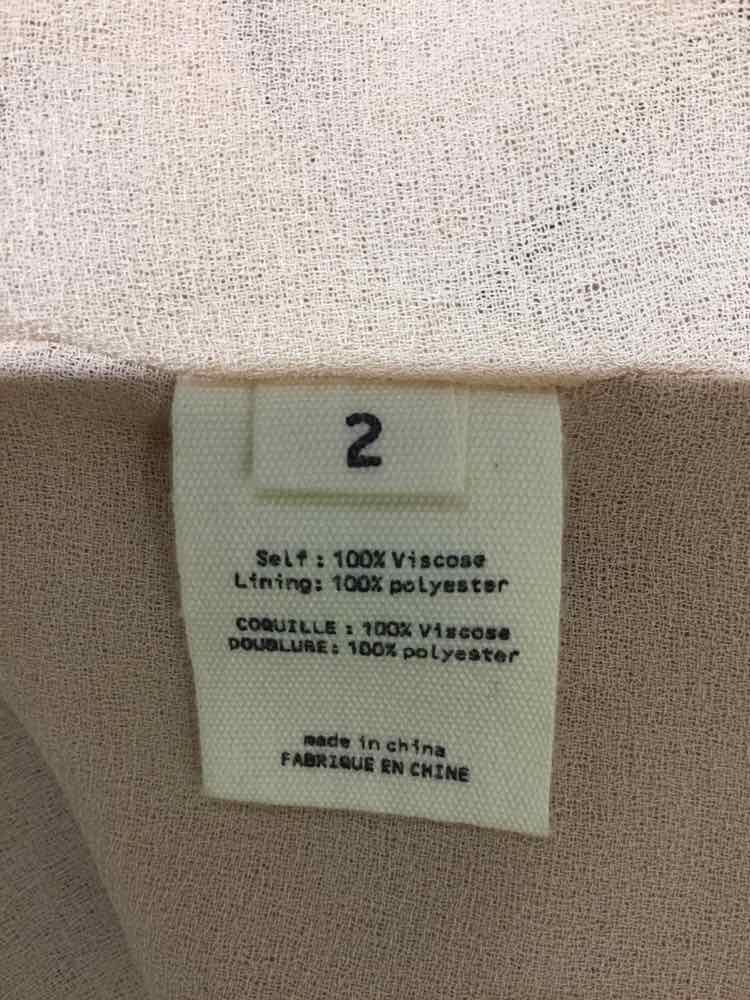 2
Self : 100% Viscose
Lining: 100% polyester
COQUILLE : 100% Viscose
DOUBLURE: 100% polyester
made in china
FABRIQUE EN CHINE